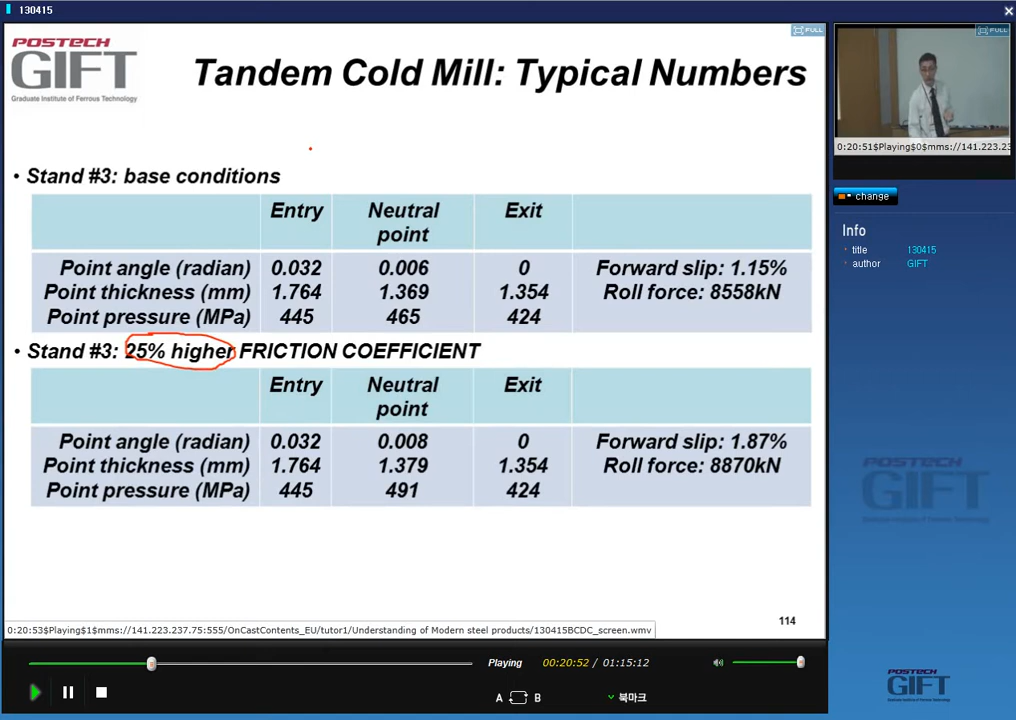 130415
POSTECH
GIFT
Graduate Institute of Ferrous Technology
Tandem Cold Mill: Typical Numbers
FULL
• Stand #3: base conditions
Entry Neutral point Exit
Point angle (radian) 0.032 0.006 0 Forward slip: 1.15%
Point thickness (mm) 1.764 1.369 1.354 Roll force: 8558kN
Point pressure (MPa) 445 465 424
• Stand #3: 25% higher FRICTION COEFFICIENT
Entry Neutral point Exit
Point angle (radian) 0.032 0.008 0 Forward slip: 1.87%
Point thickness (mm) 1.764 1.379 1.354 Roll force: 8870kN
Point pressure (MPa) 445 491 424
114
0:20:53$Playing$1$mms://141.223.237.75:555/OnCastContents_EU/tutor1/Understanding of Modern steel products/130415BCDC_screen.wmv
FULL
0:20:51$Playing$0$mms://141.223.23
change
Info
title 130415
author GIFT
POSTECH
GIFT
Playing 00:20:52 / 01:15:12
A B 북마크
POSTECH
GIFT